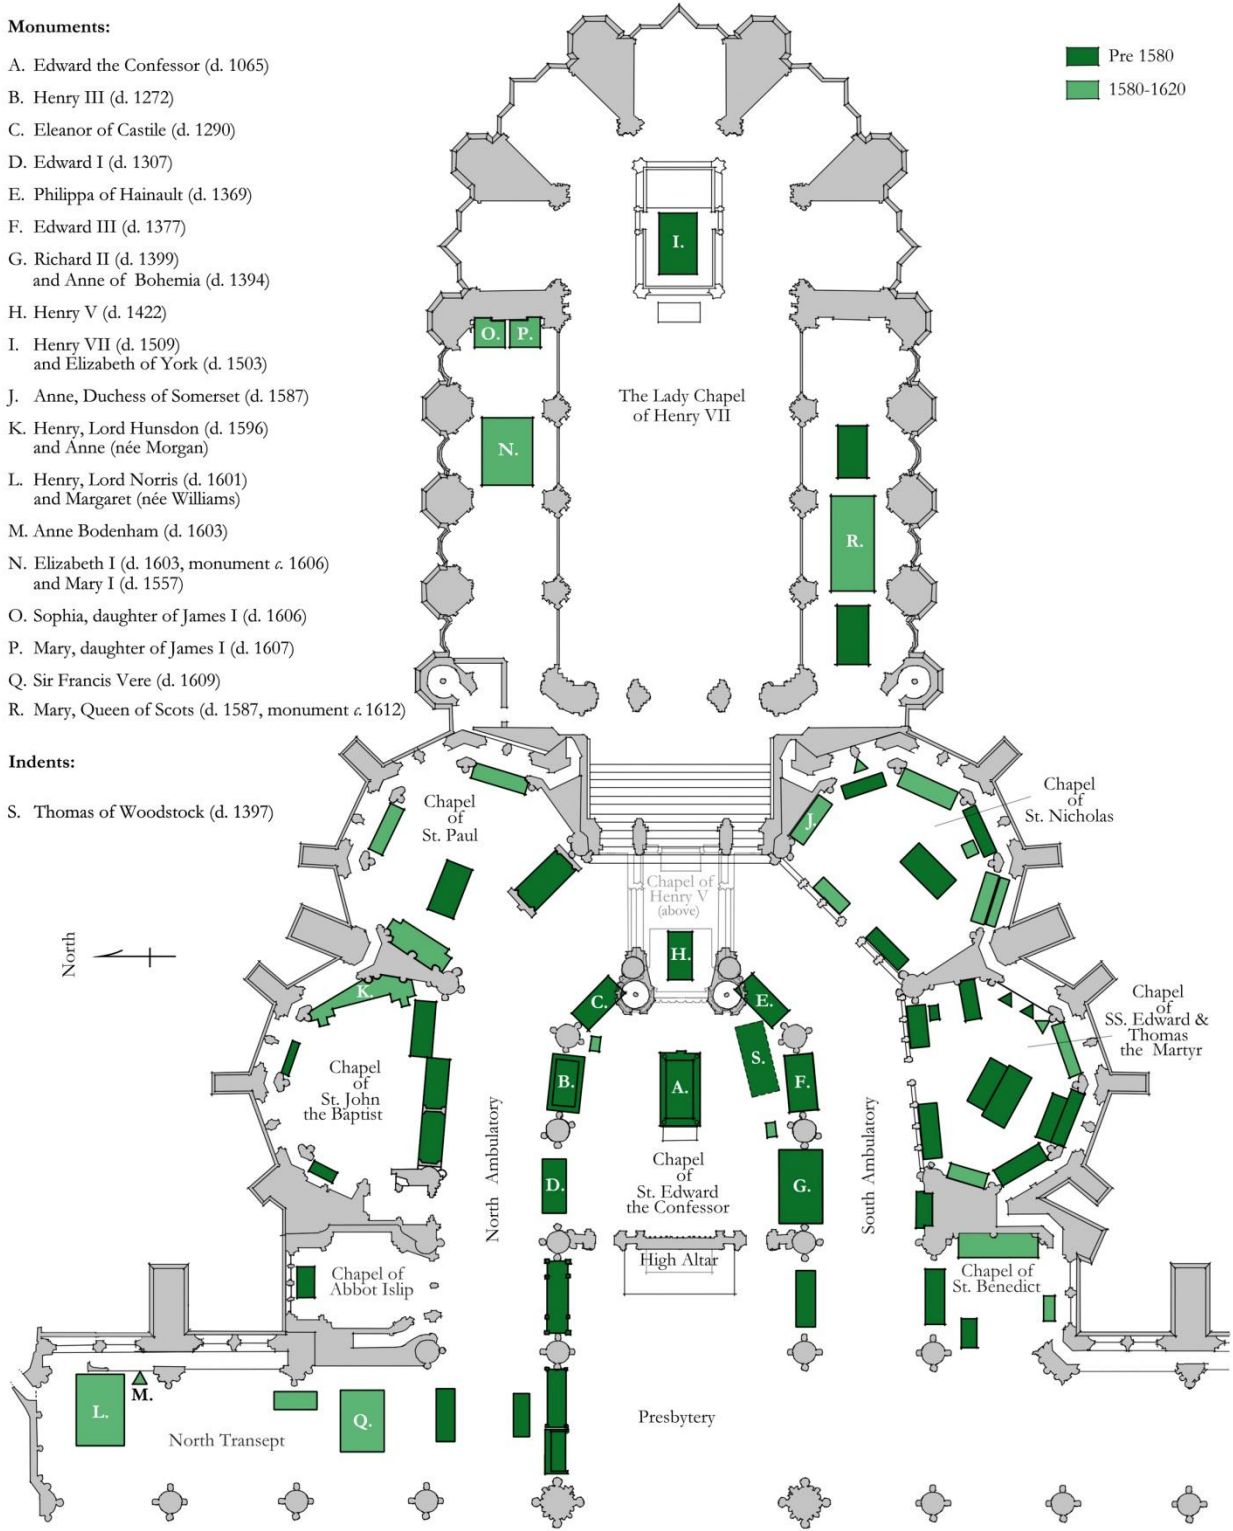 Monuments:
A. Edward the Confessor (d. 1065)
B. Henry III (d. 1272)
C. Eleanor of Castile (d. 1290)
D. Edward I (d. 1307)
E. Philippa of Hainault (d. 1369)
F. Edward III (d. 1377)
G. Richard II (d. 1399)
and Anne of Bohemia (d. 1394)
H. Henry V (d. 1422)
I. Henry VII (d. 1509)
and Elizabeth of York (d. 1503)
J. Anne, Duchess of Somerset (d. 1587)
K. Henry, Lord Hunsdon (d. 1596)
and Anne (née Morgan)
L. Henry, Lord Norris (d. 1601)
and Margaret (née Williams)
M. Anne Bodenham (d. 1603)
N. Elizabeth I (d. 1603, monument c. 1606)
and Mary I (d. 1557)
O. Sophia, daughter of James I (d. 1606)
P. Mary, daughter of James I (d. 1607)
Q. Sir Francis Vere (d. 1609)
R. Mary, Queen of Scots (d. 1587, monument c. 1612)
Indents:
S. Thomas of Woodstock (d. 1397)
Pre 1580
1580-1620
I.
O.
P.
The Lady Chapel
of Henry VII
N.
R.
Chapel
of
St. Paul
J.
Chapel
of
St. Nicholas
Chapel of
Henry V
(above)
North
H.
K.
C.
E.
Chapel
of
SS. Edward &
Thomas
the Martyr
Chapel
of
St. John
the Baptist
B.
A.
S.
F.
North Ambulatory
South Ambulatory
D.
Chapel
of
St. Edward
the Confessor
G.
High Altar
Chapel of
Abbot Islip
Chapel of
St. Benedict
M.
L.
Q.
North Transept
Presbytery